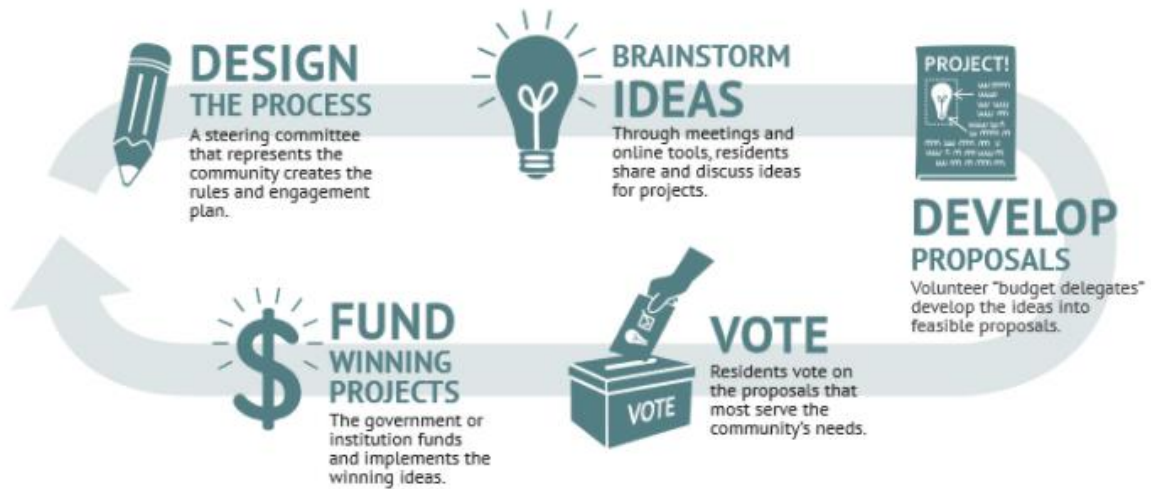 DESIGN
THE PROCESS
A steering committee
that represents the
community creates the
rules and engagement
plan.
BRAINSTORM
IDEAS
Through meetings and
online tools, residents
share and discuss ideas
for projects.
PROJECT!
DEVELOP
PROPOSALS
Volunteer "budget delegates"
develop the ideas into
feasible proposals.
VOTE
Residents vote on
the proposals that
most serve the
community's needs.
VOTE
FUND
WINNING
PROJECTS
The government or
institution funds
and implements the
winning ideas.